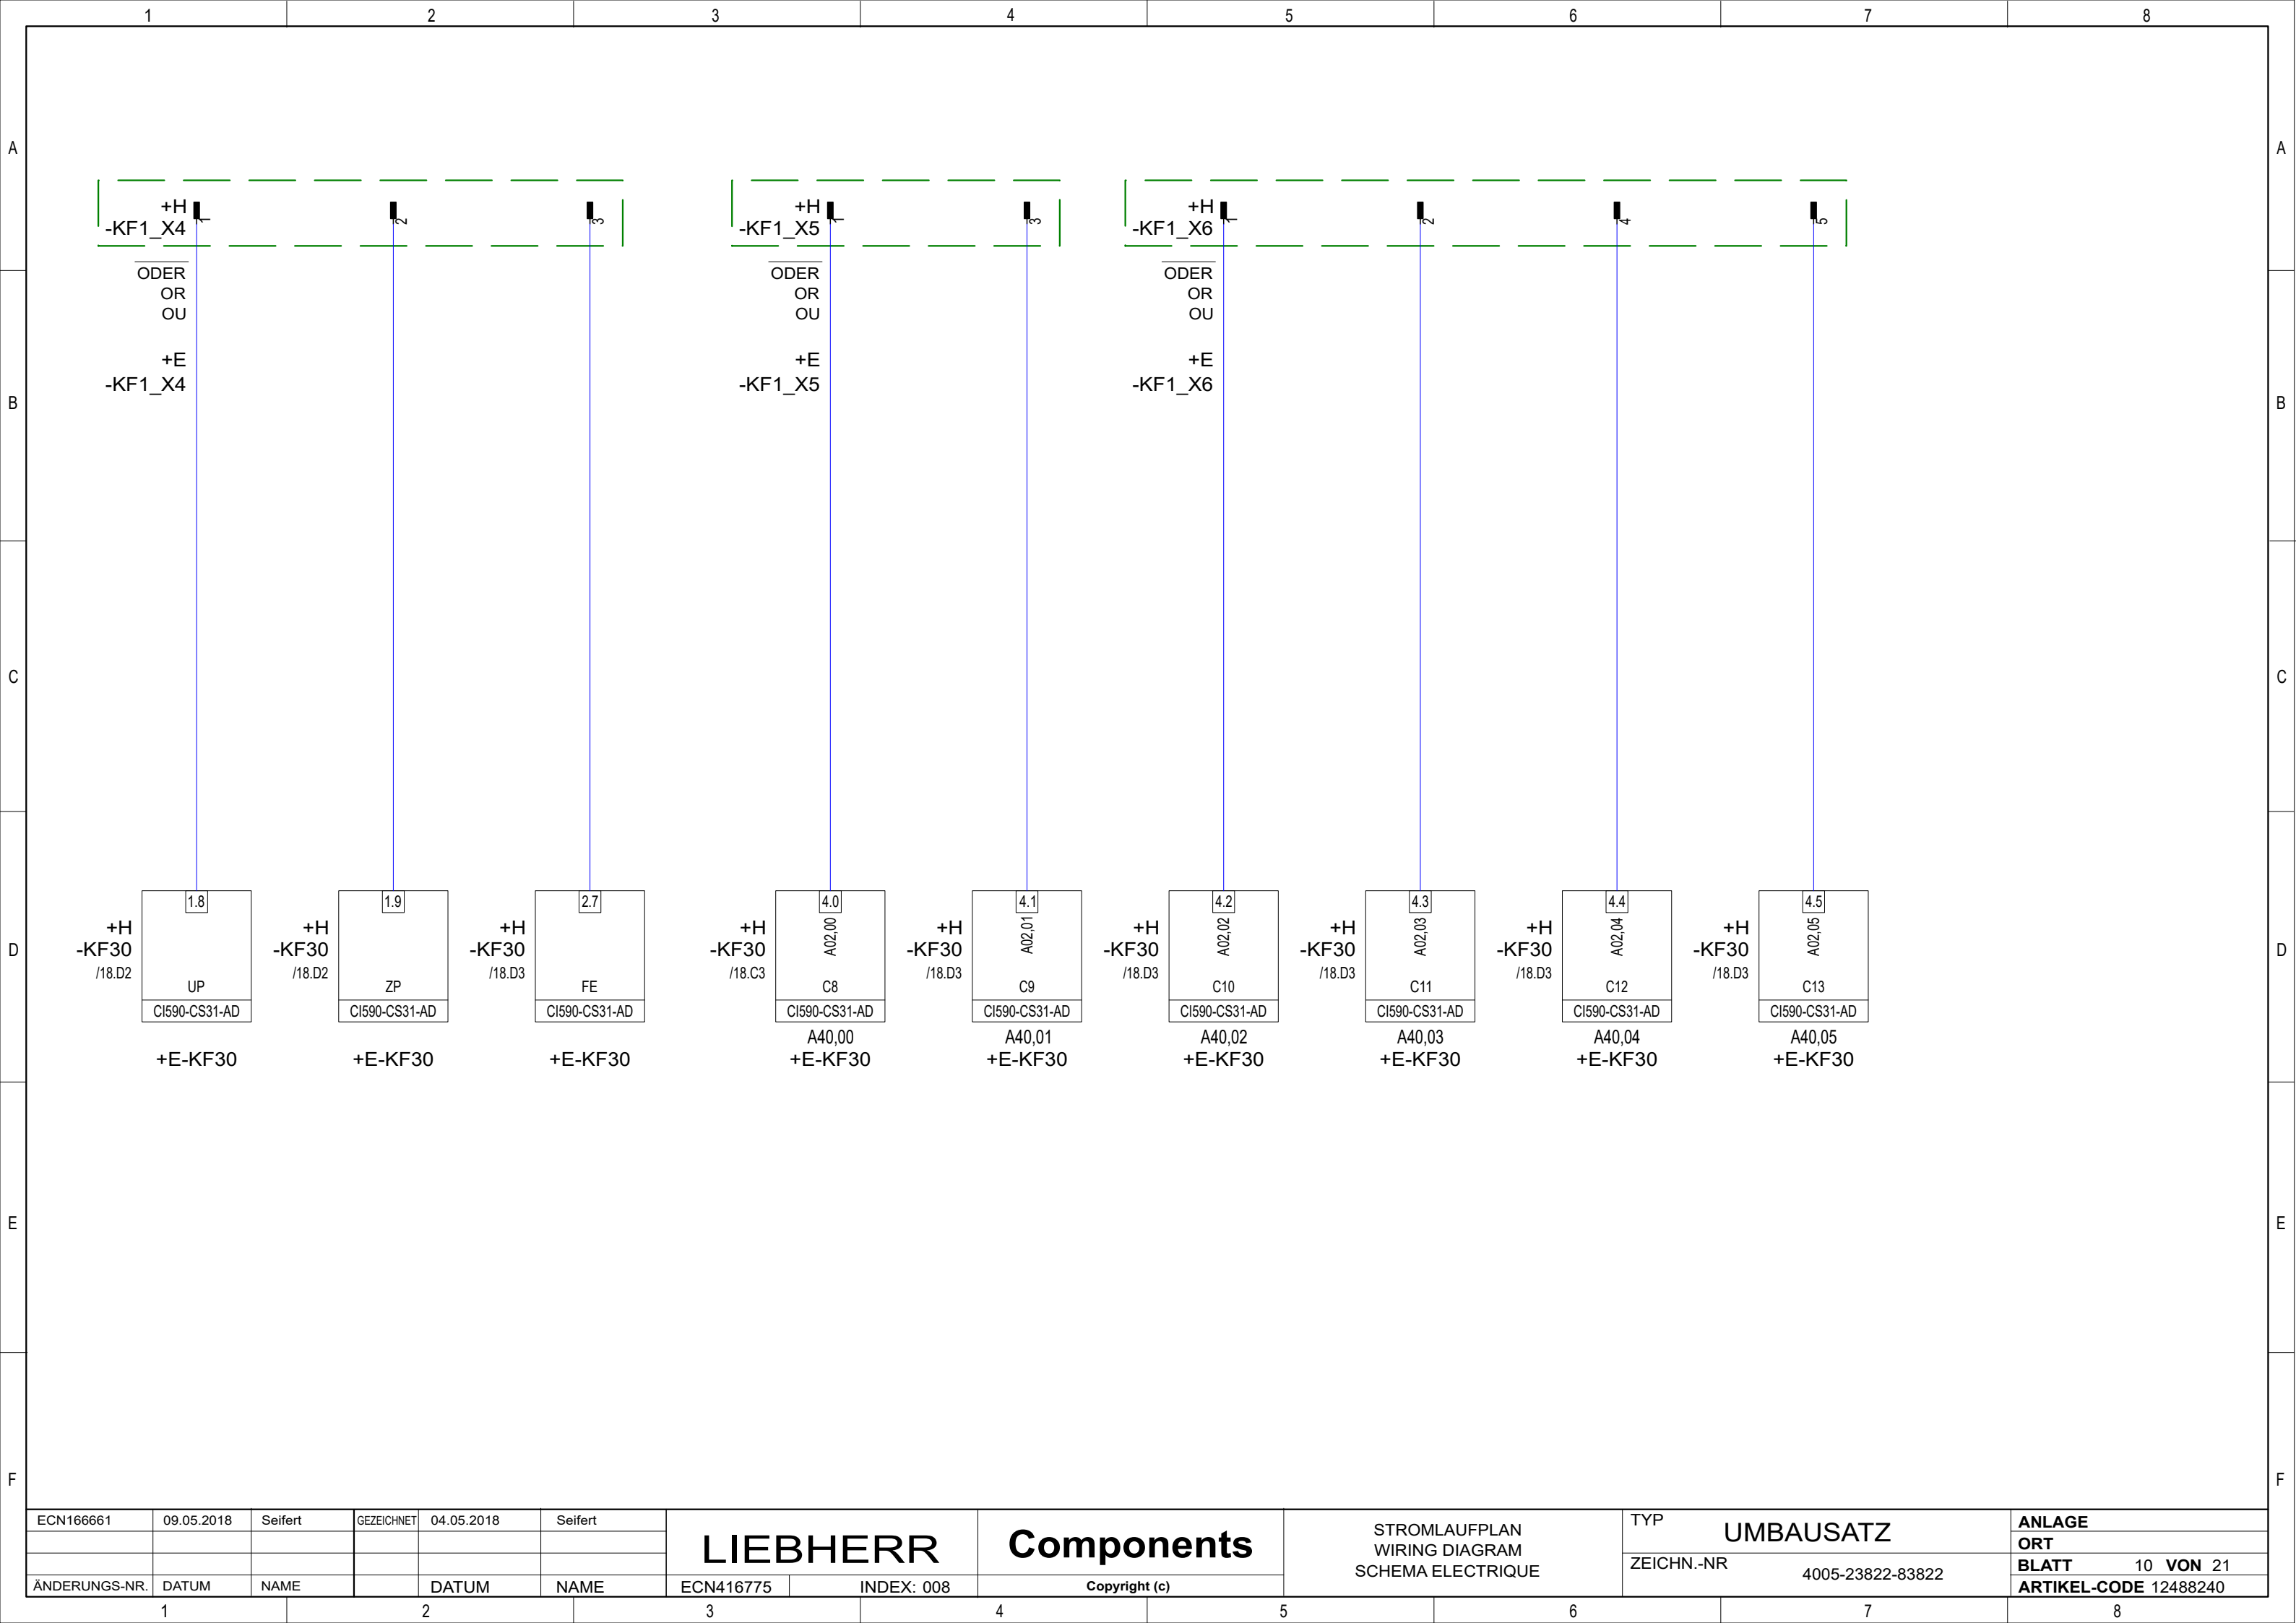 1 2 3 4 5 6 7 8
A A
+H +H +H
1 2 3 1 3 1 2 4 5
-KF1_X4 -KF1_X5 -KF1_X6
ODER ODER ODER
OR OR OR
OU OU OU
+E +E +E
-KF1_X4 -KF1_X5 -KF1_X6
B B
C C
1.8 1.9 2.7 4.0 4.1 4.2 4.3 4.4 4.5
+H +H +H +H A02,00 +H A02,01 +H A02,02 +H A02,03 +H A02,04 +H A02,05
D -KF30 -KF30 -KF30 -KF30 -KF30 -KF30 -KF30 -KF30 -KF30 D
/18.D2 /18.D2 /18.D3 /18.C3 /18.D3 /18.D3 /18.D3 /18.D3 /18.D3
UP ZP FE C8 C9 C10 C11 C12 C13
CI590-CS31-AD CI590-CS31-AD CI590-CS31-AD CI590-CS31-AD CI590-CS31-AD CI590-CS31-AD CI590-CS31-AD CI590-CS31-AD CI590-CS31-AD
A40,00 A40,01 A40,02 A40,03 A40,04 A40,05
+E-KF30 +E-KF30 +E-KF30 +E-KF30 +E-KF30 +E-KF30 +E-KF30 +E-KF30 +E-KF30
E E
F F
ECN166661 09.05.2018 Seifert GEZEICHNET 04.05.2018 Seifert
ÄNDERUNGS-NR. DATUM NAME DATUM NAME
LIEBHERR
ECN416775 INDEX: 008
Components
Copyright (c)
STROMLAUFPLAN
WIRING DIAGRAM
SCHEMA ELECTRIQUE
TYP UMBAUSATZ
ZEICHN.-NR 4005-23822-83822
ANLAGE
ORT
BLATT 10 VON 21
ARTIKEL-CODE 12488240
1 2 3 4 5 6 7 8